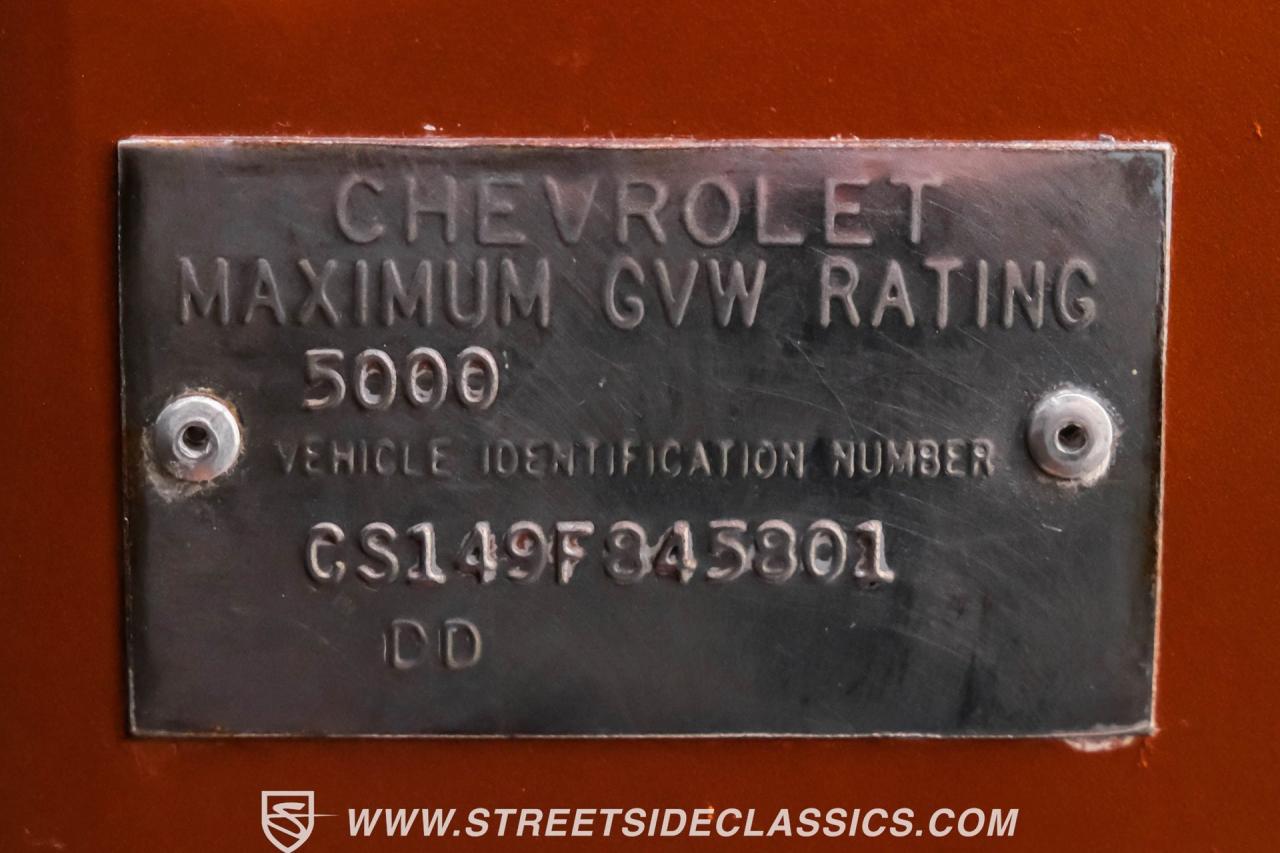 CHEVROLET
MAXIMUM GVW RATING
5000
VEHICLE IDENTIFICATION NUMBER
CS149F845801
DD
WWW.STREETSIDECLASSICS.COM